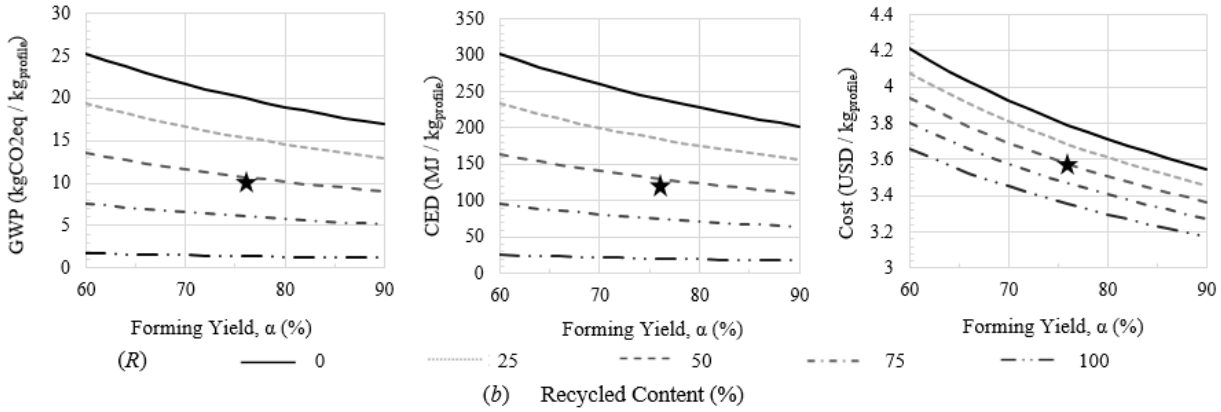 GWP (kgCO2eq / kgprofile)
30
25
20
15
10
5
0
60 70 80 90
Forming Yield, α (%)
CED (MJ / kgprofile)
350
300
250
200
150
100
50
0
60 70 80 90
Forming Yield, α (%)
Cost (USD / kgprofile)
4.4
4.2
4
3.8
3.6
3.4
3.2
3
60 70 80 90
Forming Yield, α (%)
(R) 0 25 50 75 100
(b) Recycled Content (%)